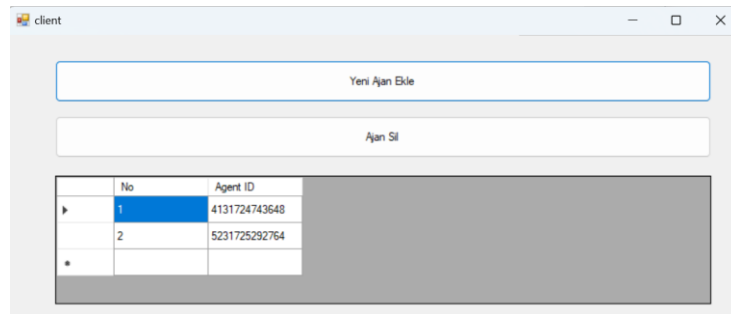 client
Yeni Ajan Ekle
Ajan Sil
No Agent ID
1 4131724743648
2 5231725292764